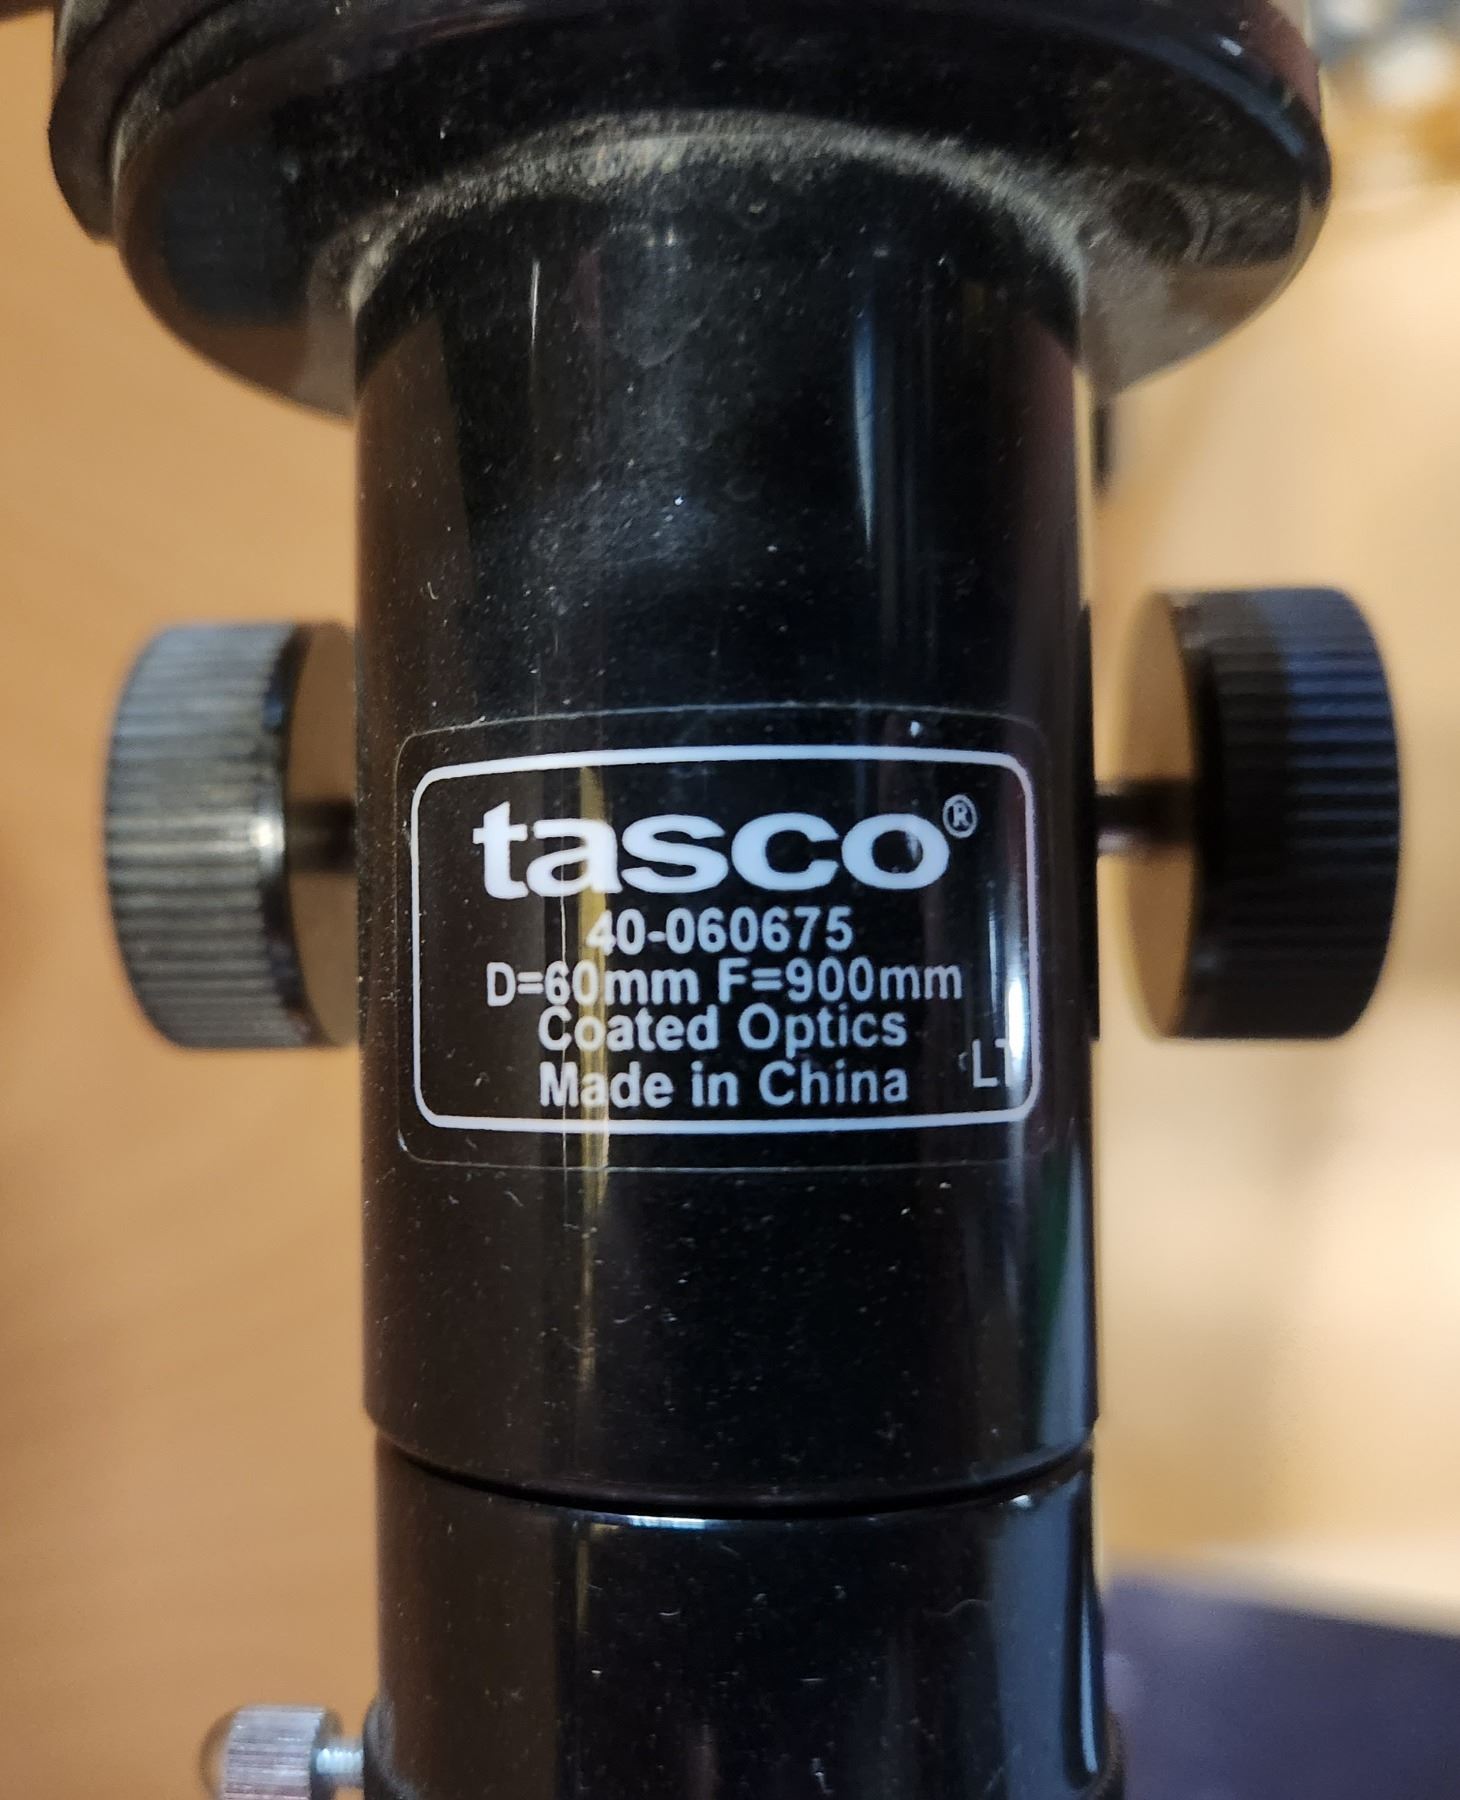 tasco®
40-060675
D=60mm F=900mm
Coated Optics
Made in China